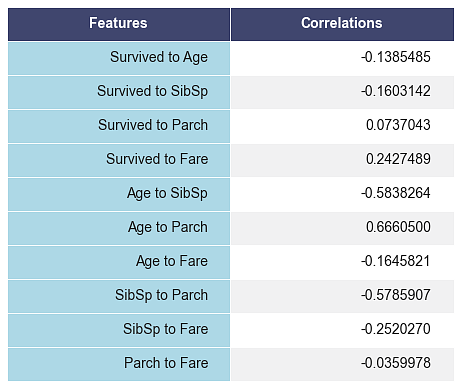 Features Correlations
Survived to Age -0.1385485
Survived to SibSp -0.1603142
Survived to Parch 0.0737043
Survived to Fare 0.2427489
Age to SibSp -0.5838264
Age to Parch 0.6660500
Age to Fare -0.1645821
SibSp to Parch -0.5785907
SibSp to Fare -0.2520270
Parch to Fare -0.0359978